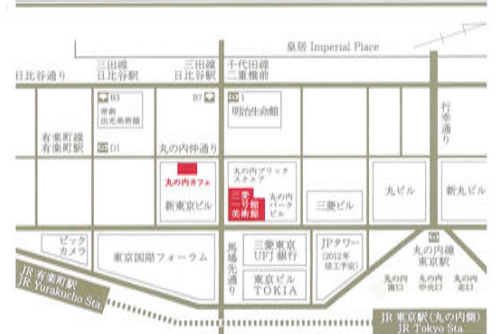 皇居 Imperial Place
日比谷通り
三田線
日比谷駅
三田線
日比谷駅
千代田線
二重橋前
B3
帝劇
出光美術館
B7
1
明治生命館
行幸通り
有楽町線
有楽町駅
D1
丸の内仲通り
丸の内カフェ
新東京ビル
丸の内ブリック
スクエア
三菱
一号館
美術館
丸の内
パーク
ビル
三菱ビル
丸ビル
新丸ビル
ビック
カメラ
東京国際フォーラム
馬場先通り
三菱東京
UFJ 銀行
東京ビル
TOKIA
JPタワー
(2012年
竣工予定)
丸の内線
東京駅
丸の内
南口
丸の内
中央口
丸の内
北口
JR 有楽町駅
JR Yurakucho Sta.
JR 東京駅(丸の内側)
JR Tokyo Sta.